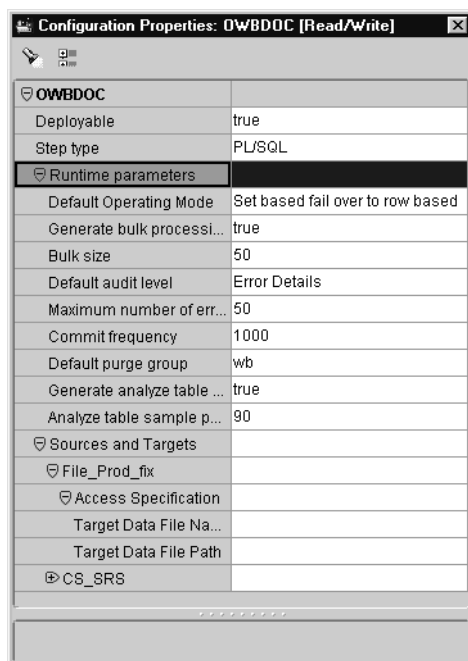 Configuration Properties: OWBDOC [Read/Write]
OWBDOC
Deployable true
Step type PL/SQL
Runtime parameters
Default Operating Mode Set based fail over to row based
Generate bulk processi... true
Bulk size 50
Default audit level Error Details
Maximum number of err... 50
Commit frequency 1000
Default purge group wb
Generate analyze table ... true
Analyze table sample p... 90
Sources and Targets
File_Prod_fix
Access Specification
Target Data File Na...
Target Data File Path
CS_SRS